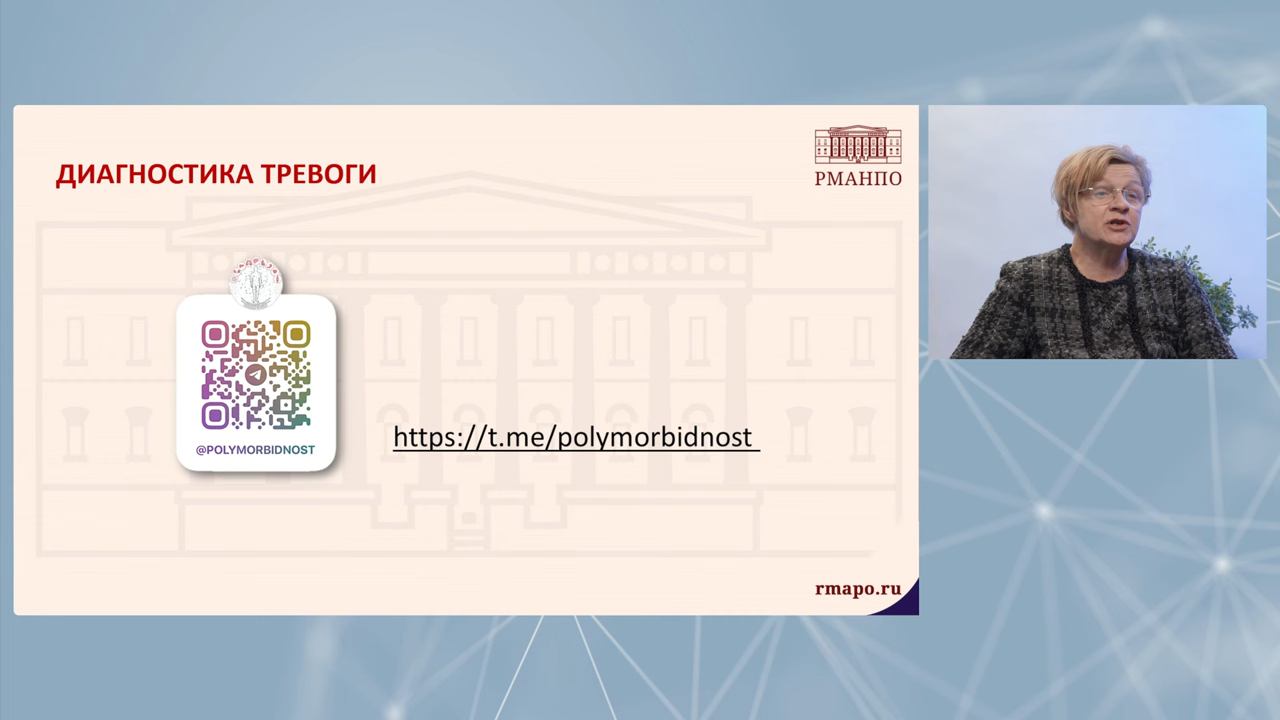 ДИАГНОСТИКА ТРЕВОГИ
РМАНПО
@POLYMORBIDNOST
https://t.me/polymorbidnost
rmapo.ru